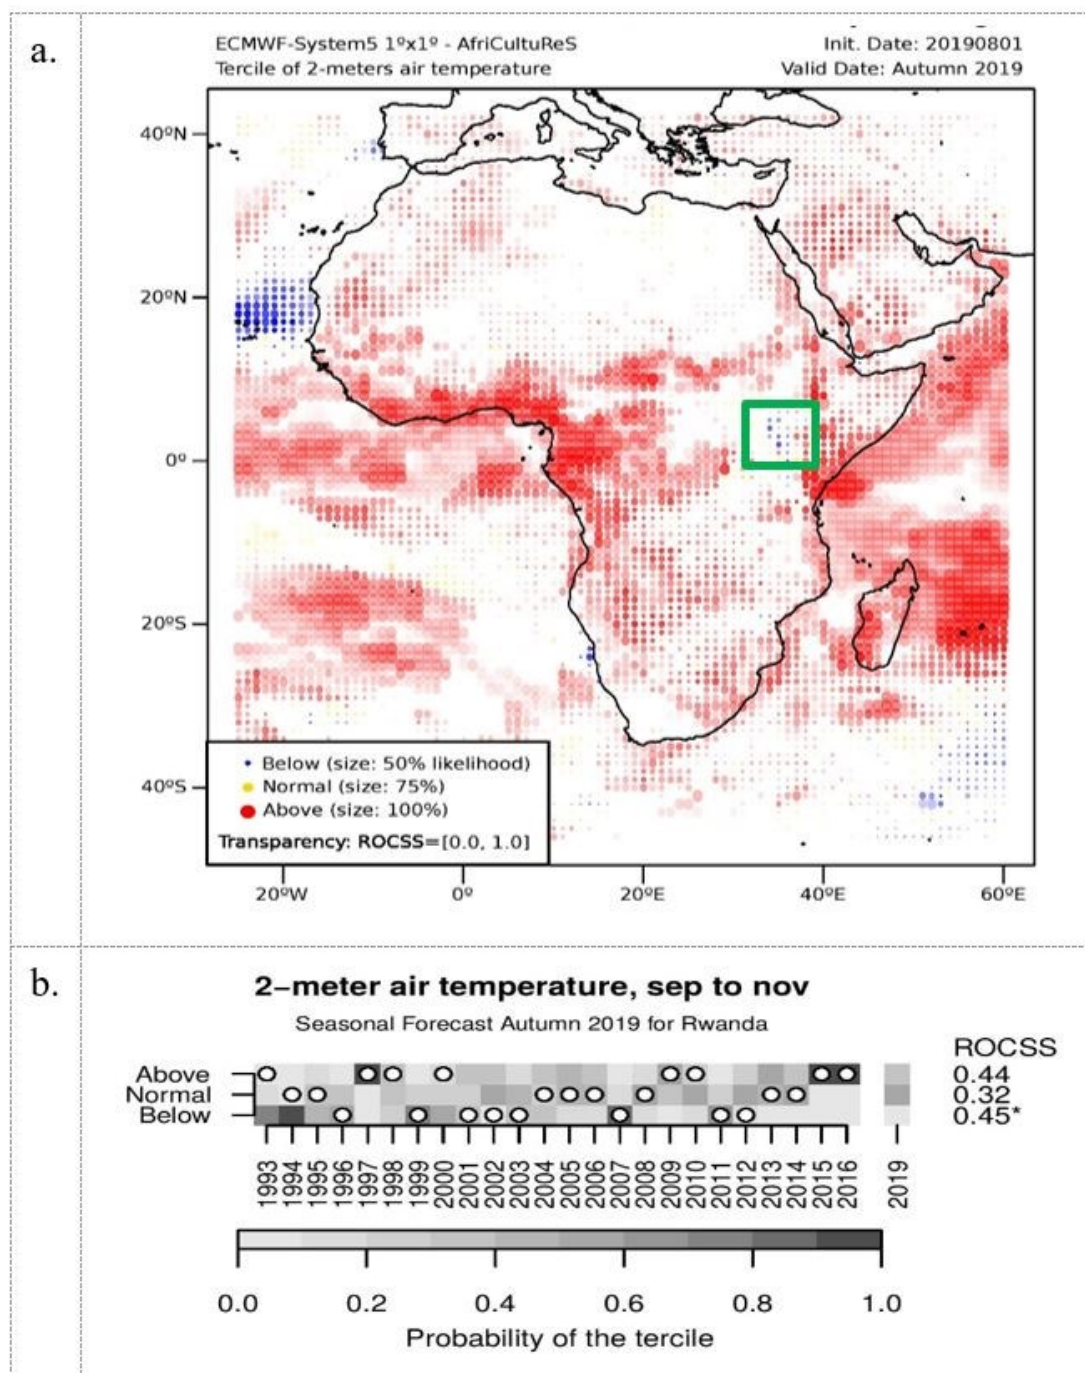 a.
ECMWF-System5 1ºx1º - AfriCultuReS
Init. Date: 20190801
Tercile of 2-meters air temperature
Valid Date: Autumn 2019
40ºN
20ºN
0º
20ºS
40ºS
Below (size: 50% likelihood)
Normal (size: 75%)
Above (size: 100%)
Transparency: ROCSS=[0.0, 1.0]
20ºW 0º 20ºE 40ºE 60ºE
b.
2−meter air temperature, sep to nov
Seasonal Forecast Autumn 2019 for Rwanda
ROCSS
Above 0.44
Normal 0.32
Below 0.45*
1993 1994 1995 1996 1997 1998 1999 2000 2001 2002 2003 2004 2005 2006 2007 2008 2009 2010 2011 2012 2013 2014 2015 2016 2019
0.0 0.2 0.4 0.6 0.8 1.0
Probability of the tercile